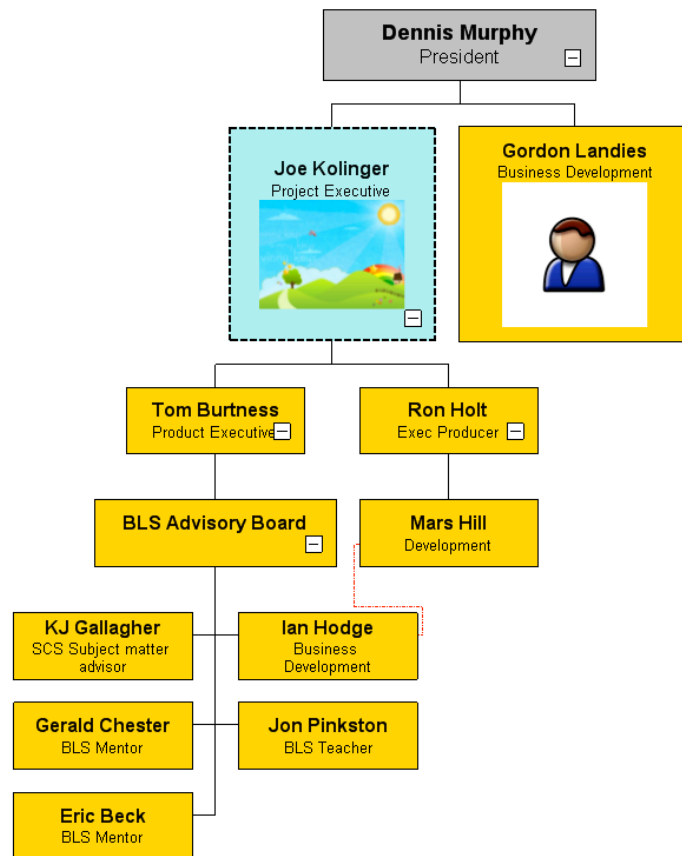 Dennis Murphy
President
Joe Kolinger
Project Executive
Gordon Landies
Business Development
Tom Burtness
Product Executive
Ron Holt
Exec Producer
BLS Advisory Board
Mars Hill
Development
KJ Gallagher
SCS Subject matter
advisor
Ian Hodge
Business
Development
Gerald Chester
BLS Mentor
Jon Pinkston
BLS Teacher
Eric Beck
BLS Mentor